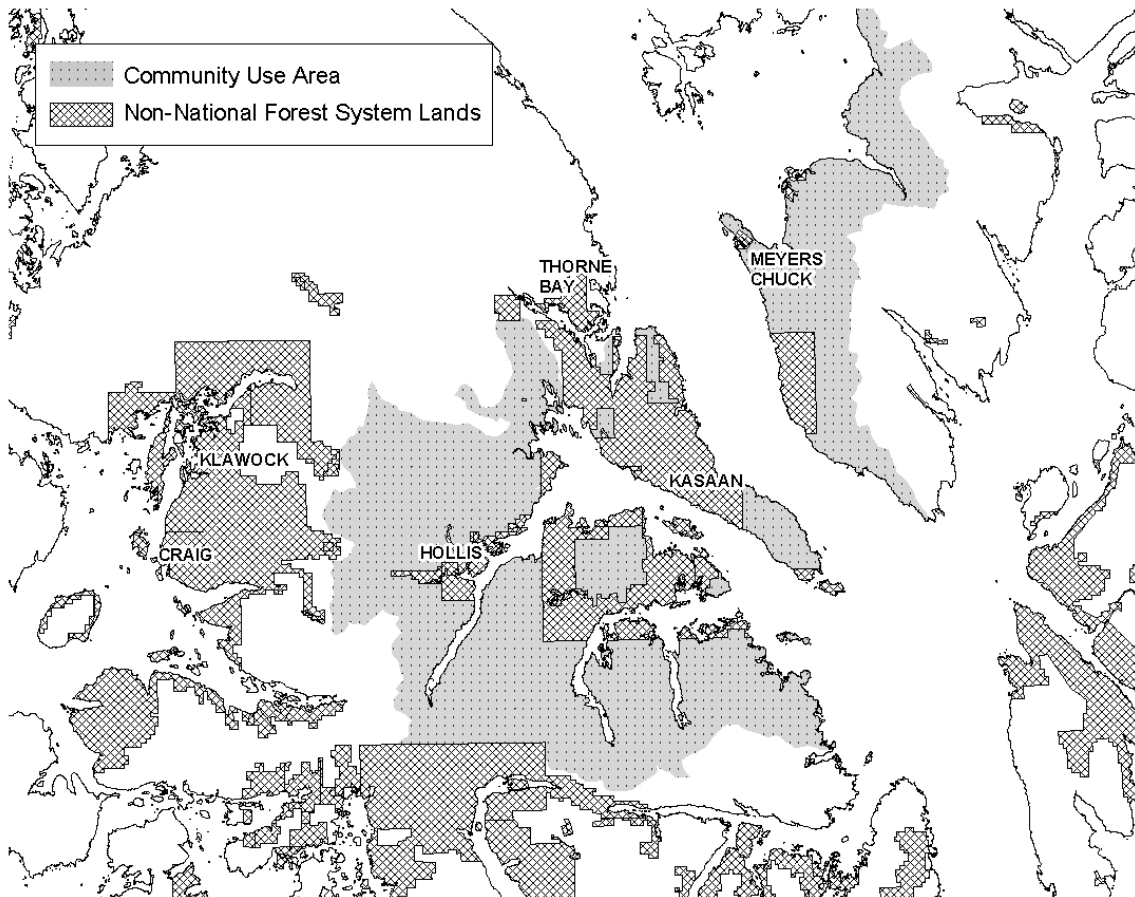 Community Use Area
Non-National Forest System Lands
THORNE
BAY
MEYERS
CHUCK
KLAWOCK
KASAAN
CRAIG
HOLLIS